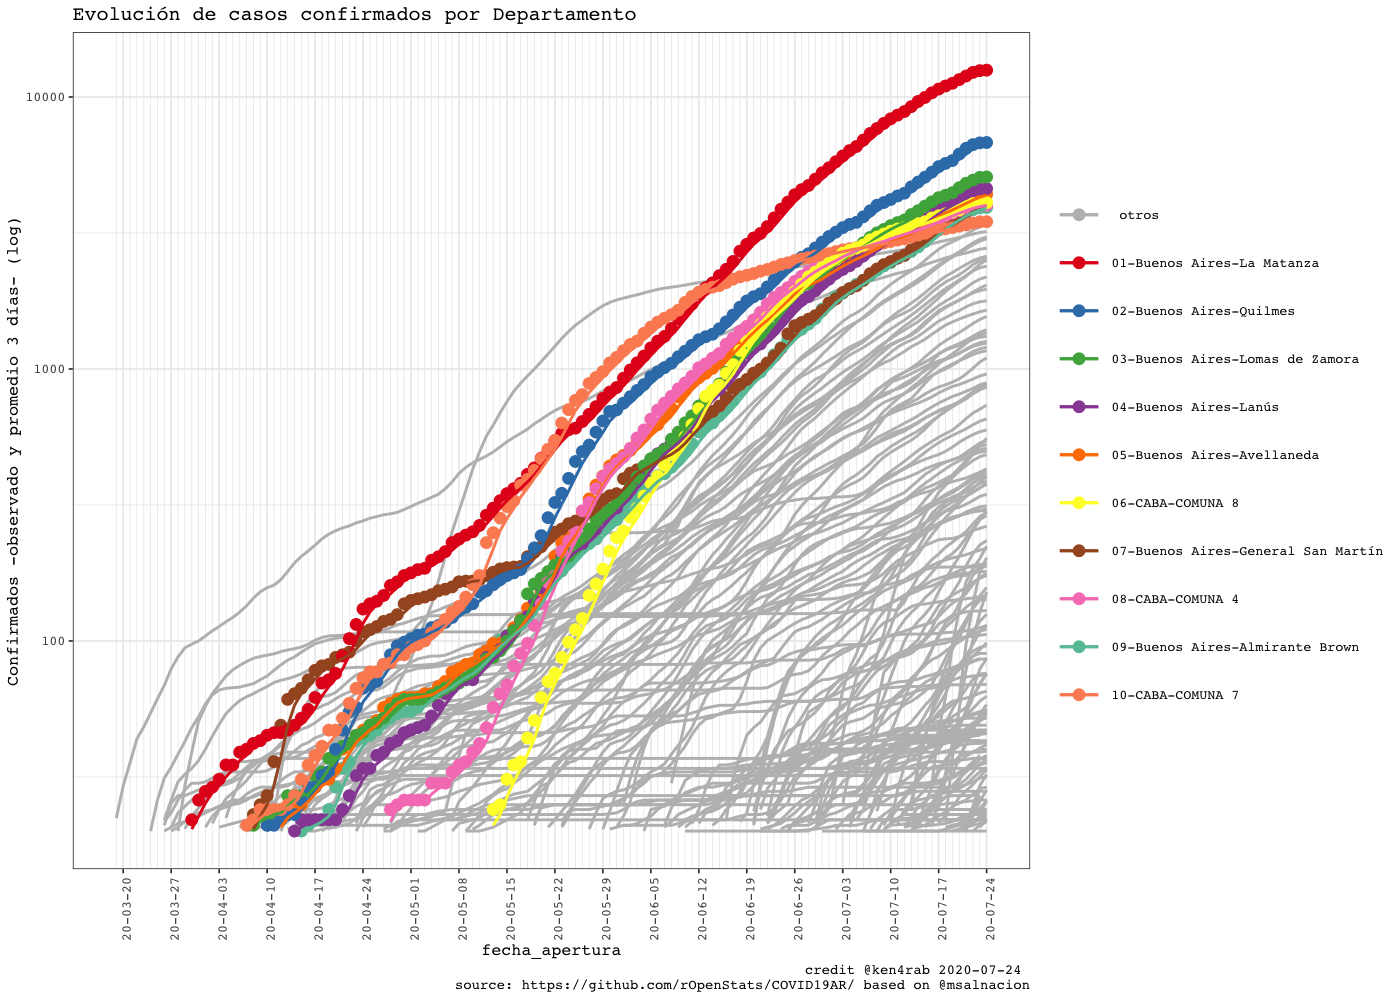 Evolución de casos confirmados por Departamento
Confirmados -observado y promedio 3 días- (log)
10000
1000
100
20-03-20
20-03-27
20-04-03
20-04-10
20-04-17
20-04-24
20-05-01
20-05-08
20-05-15
20-05-22
20-05-29
20-06-05
20-06-12
20-06-19
20-06-26
20-07-03
20-07-10
20-07-17
20-07-24
fecha_apertura
otros
01-Buenos Aires-La Matanza
02-Buenos Aires-Quilmes
03-Buenos Aires-Lomas de Zamora
04-Buenos Aires-Lanús
05-Buenos Aires-Avellaneda
06-CABA-COMUNA 8
07-Buenos Aires-General San Martín
08-CABA-COMUNA 4
09-Buenos Aires-Almirante Brown
10-CABA-COMUNA 7
credit @ken4rab 2020-07-24
source: https://github.com/rOpenStats/COVID19AR/ based on @msalnacion